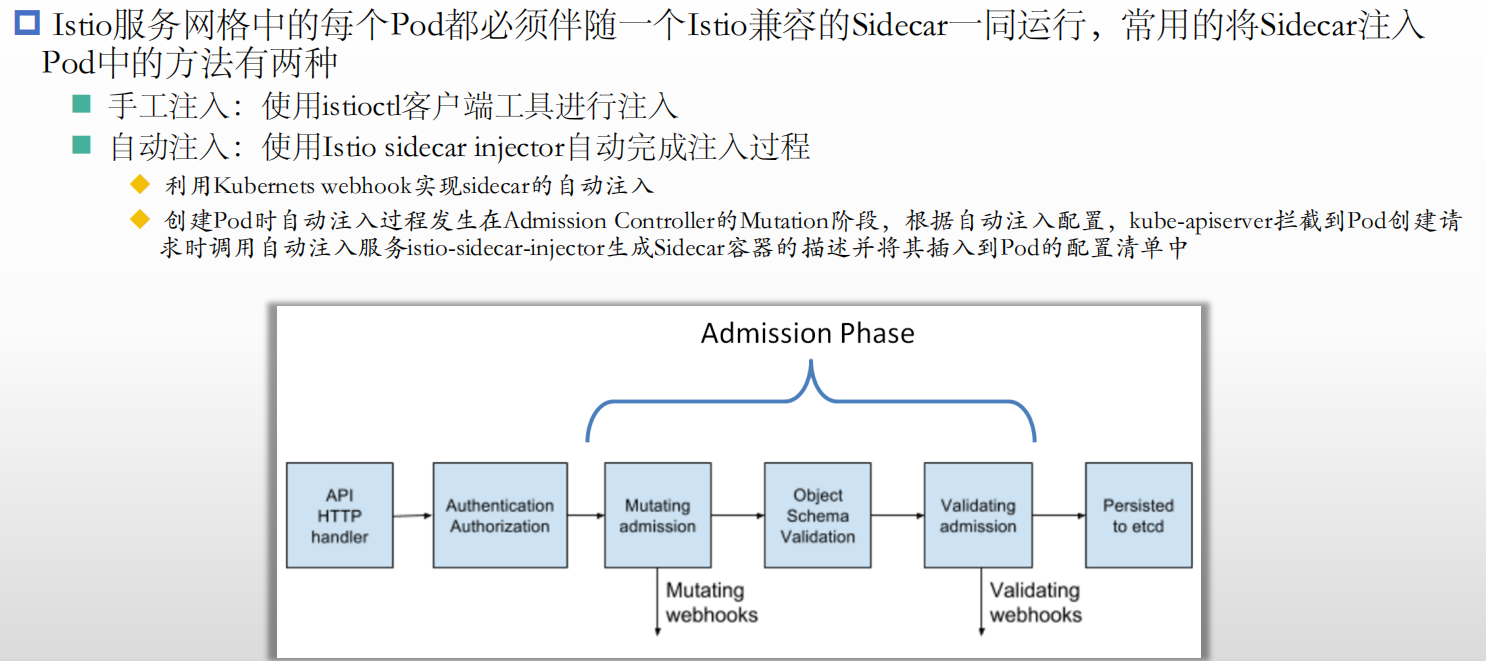 Istio服务网格中的每个Pod都必须伴随一个Istio兼容的Sidecar一同运行，常用的将Sidecar注入
Pod中的方法有两种
手工注入：使用istioctl客户端工具进行注入
自动注入：使用Istio sidecar injector自动完成注入过程
利用Kubernets webhook实现sidecar的自动注入
创建Pod时自动注入过程发生在Admission Controller的Mutation阶段，根据自动注入配置，kube-apiserver拦截到Pod创建请
求时调用自动注入服务istio-sidecar-injector生成Sidecar容器的描述并将其插入到Pod的配置清单中
Admission Phase
API
HTTP
handler
Authentication
Authorization
Mutating
admission
Object
Schema
Validation
Validating
admission
Persisted
to etcd
Mutating
webhooks
Validating
webhooks